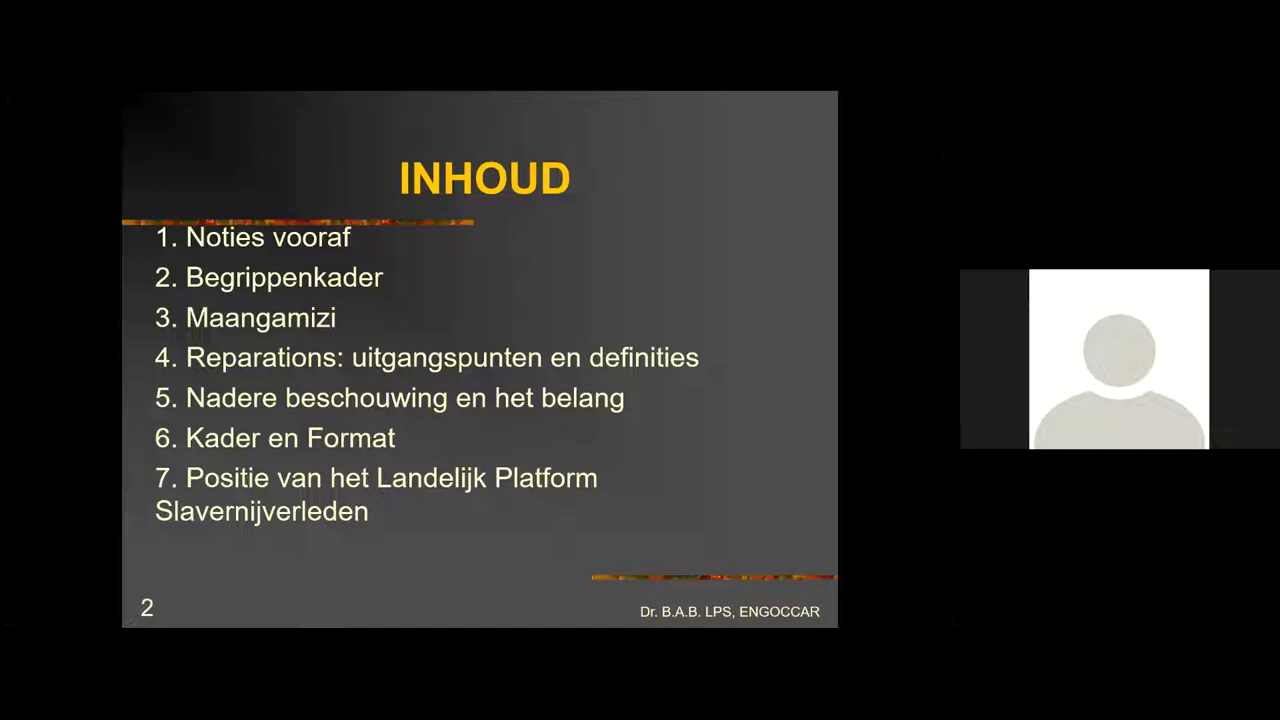 INHOUD
1. Noties vooraf
2. Begrippenkader
3. Maangamizi
4. Reparations: uitgangspunten en definities
5. Nadere beschouwing en het belang
6. Kader en Format
7. Positie van het Landelijk Platform
Slavernijverleden
2
Dr. B.A.B. LPS, ENGOCCAR